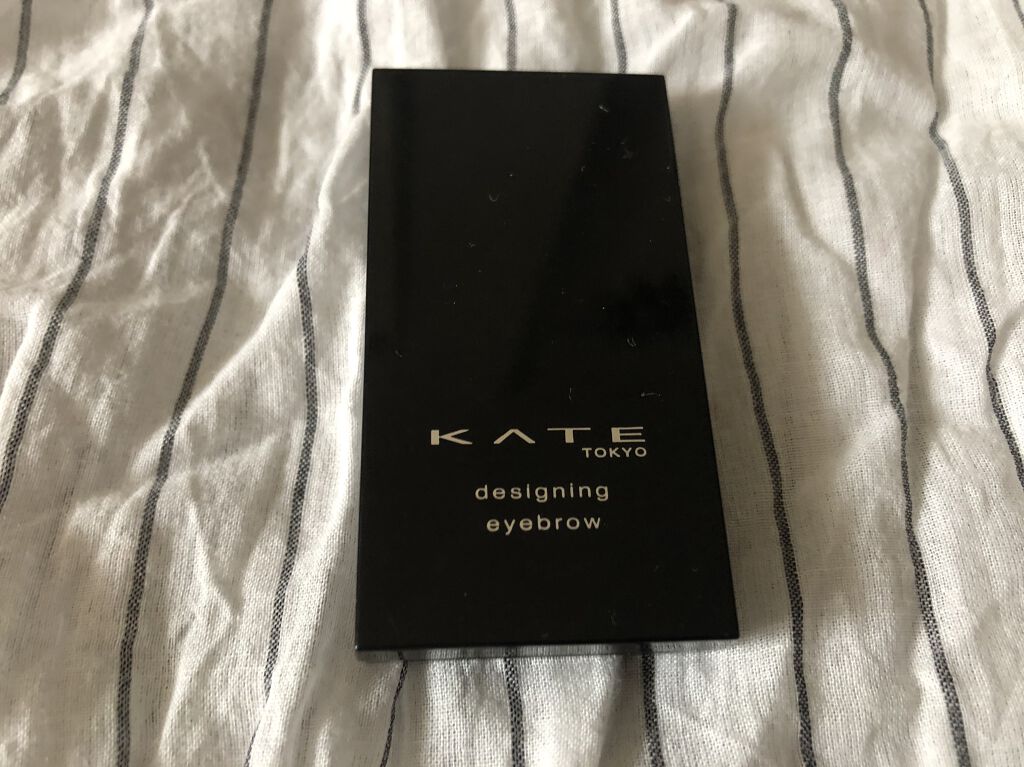 KATE
TOKYO
designing
eyebrow